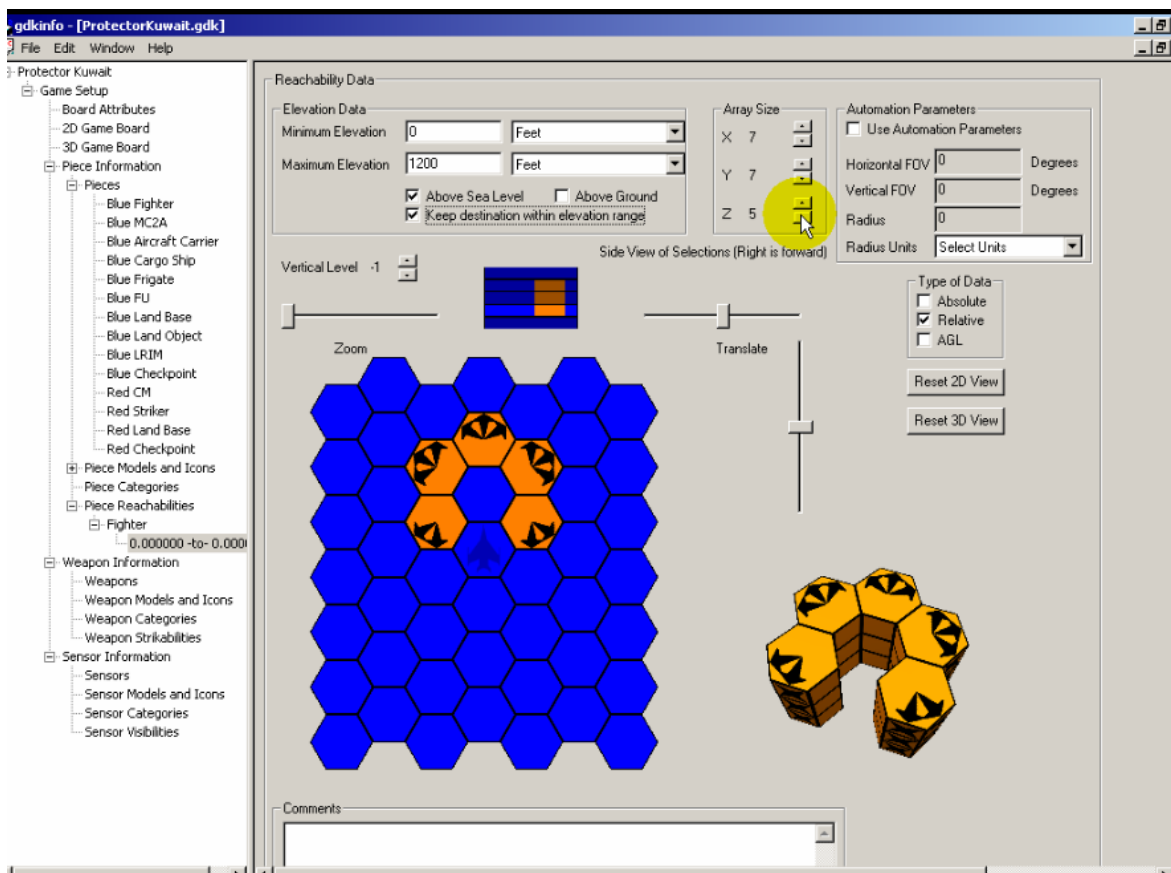 gdkinfo - [ProtectorKuwait.gdk]
File Edit Window Help
Protector Kuwait
Game Setup
Board Attributes
2D Game Board
3D Game Board
Piece Information
Pieces
Blue Fighter
Blue MC2A
Blue Aircraft Carrier
Blue Cargo Ship
Blue Frigate
Blue FU
Blue Land Base
Blue Land Object
Blue LRIM
Blue Checkpoint
Red CM
Red Striker
Red Land Base
Red Checkpoint
Piece Models and Icons
Piece Categories
Piece Reachabilities
Fighter
0.000000 -to- 0.000
Weapon Information
Weapons
Weapon Models and Icons
Weapon Categories
Weapon Strikabilities
Sensor Information
Sensors
Sensor Models and Icons
Sensor Categories
Sensor Visibilities
Reachability Data
Elevation Data
Minimum Elevation 0 Feet
Maximum Elevation 1200 Feet
Above Sea Level Above Ground
Keep destination within elevation range
Array Size
X 7
Y 7
Z 5
Automation Parameters
Use Automation Parameters
Horizontal FOV 0 Degrees
Vertical FOV 0 Degrees
Radius 0
Radius Units Select Units
Side View of Selections (Right is forward)
Vertical Level -1
Type of Data
Absolute
Relative
AGL
Zoom
Translate
Reset 2D View
Reset 3D View
Comments